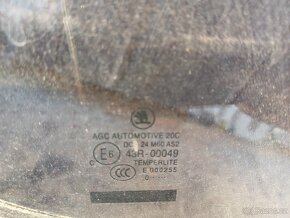 AGC AUTOMOTIVE 20C
DOT 24 M60 AS2
E6 43R-00049
C TEMPERLITE
CCC E 000255